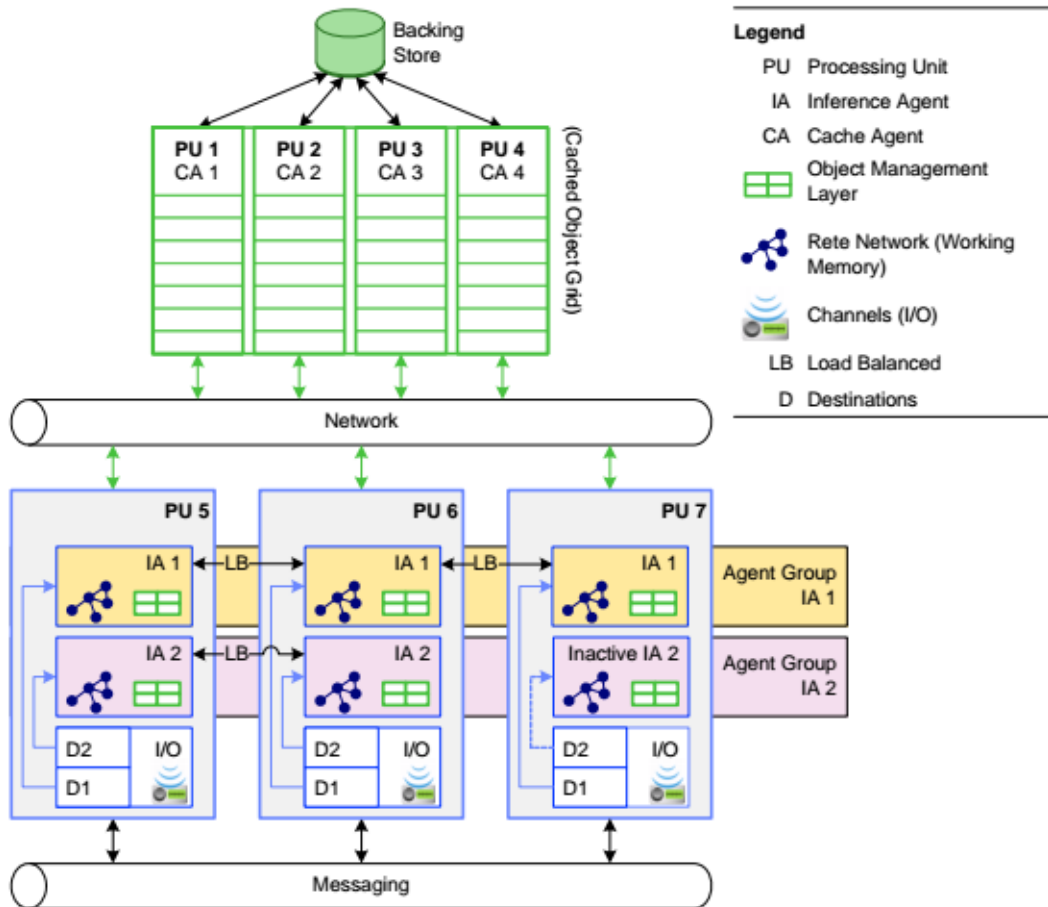 Backing
Store
PU 1
CA 1
PU 2
CA 2
PU 3
CA 3
PU 4
CA 4
(Cached Object Grid)
Legend
PU Processing Unit
IA Inference Agent
CA Cache Agent
Object Management
Layer
Rete Network (Working
Memory)
Channels (I/O)
LB Load Balanced
D Destinations
Network
PU 5
PU 6
PU 7
IA 1
LB
IA 1
LB
IA 1
Agent Group
IA 1
IA 2
LB
IA 2
Inactive IA 2
Agent Group
IA 2
D2
I/O
D1
D2
I/O
D1
D2
I/O
D1
Messaging